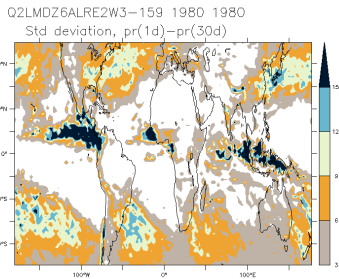 Q2LMDZ6ALRE2W3-159 1980 1980
Std deviation, pr(1d)-pr(30d)
°N
°N
0°
°S
°S
100°W 0° 100°E
15
12
9
6
3